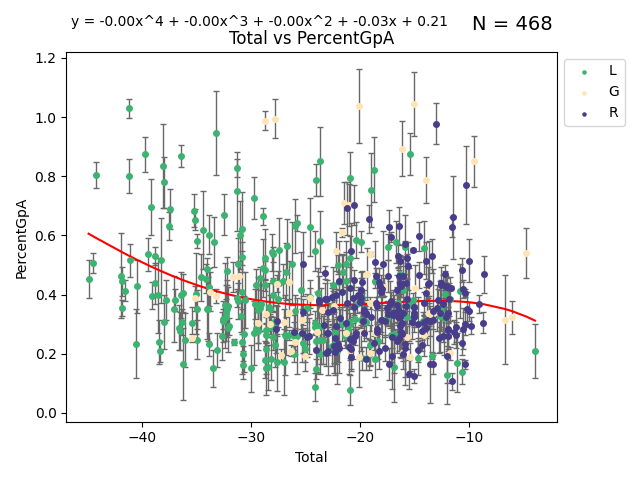 y = -0.00x^4 + -0.00x^3 + -0.00x^2 + -0.03x + 0.21
N = 468
Total vs PercentGpA
1.2
1.0
0.8
0.6
0.4
0.2
0.0
PercentGpA
−40
−30
−20
−10
Total
L
G
R